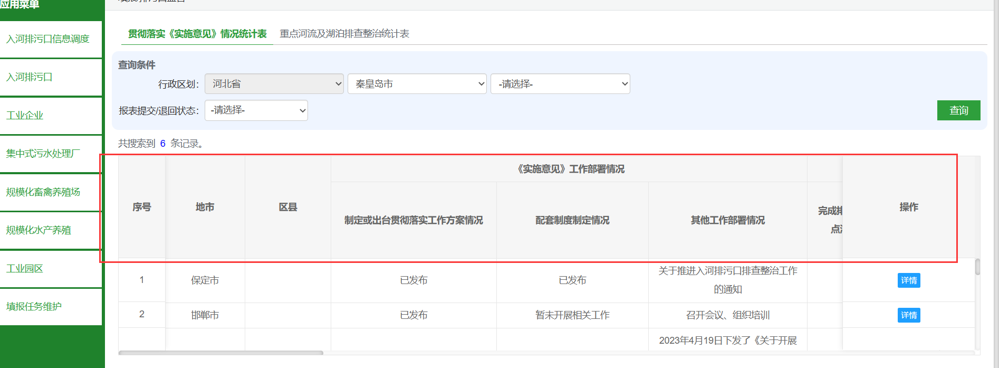 应用菜单
入河排污口信息调度
入河排污口
工业企业
集中式污水处理厂
规模化畜禽养殖场
规模化水产养殖
工业园区
填报任务维护
贯彻落实《实施意见》情况统计表 重点河流及湖泊排查整治统计表
查询条件
行政区划: 河北省 秦皇岛市 -请选择-
报表提交/退回状态: -请选择- 查询
共搜索到 6 条记录。
序号 地市 区县 《实施意见》工作部署情况 操作
制定或出台贯彻落实工作方案情况 配套制度制定情况 其他工作部署情况 完成排
点
1 保定市 已发布 已发布 关于推进入河排污口排查整治工作
的通知 详情
2 邯郸市 已发布 暂未开展相关工作 召开会议、组织培训 详情
2023年4月19日下发了《关于开展